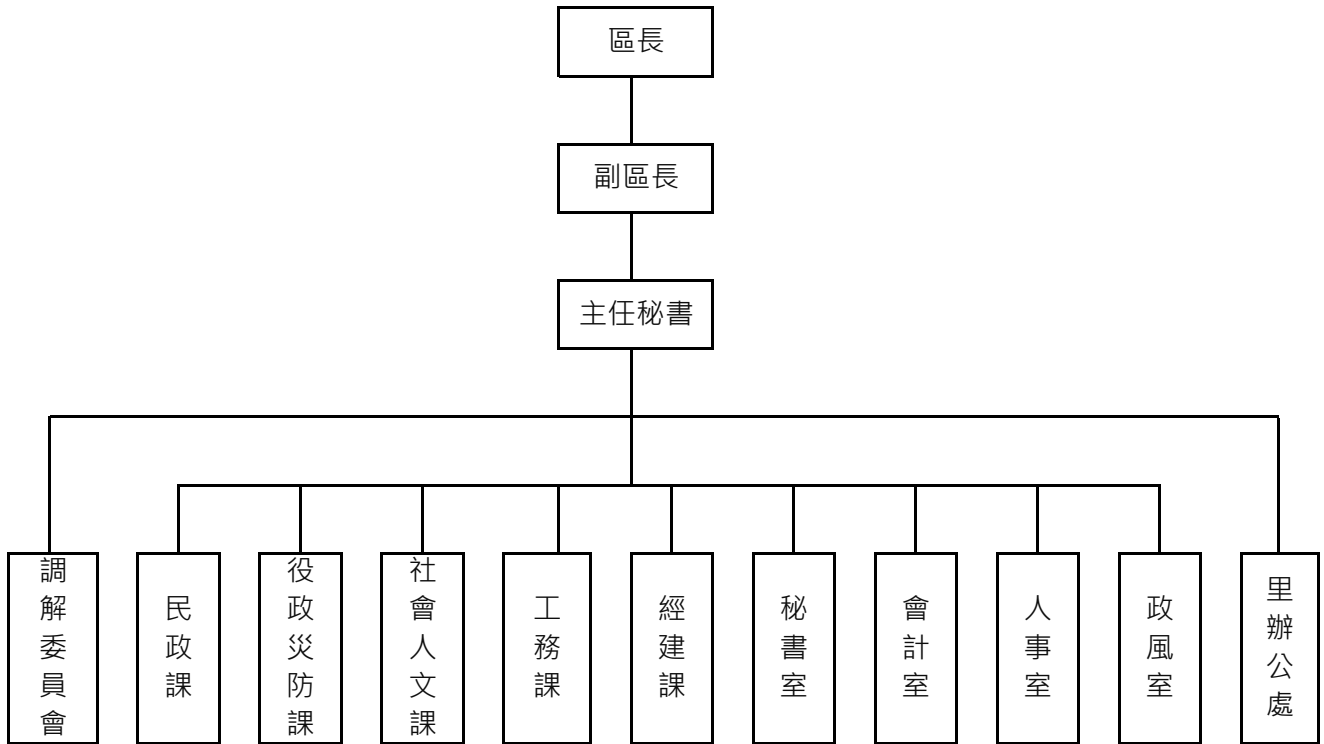 區長
副區長
主任秘書
調解委員會
民政課
役政災防課
社會人文課
工務課
經建課
秘書室
會計室
人事室
政風室
里辦公處